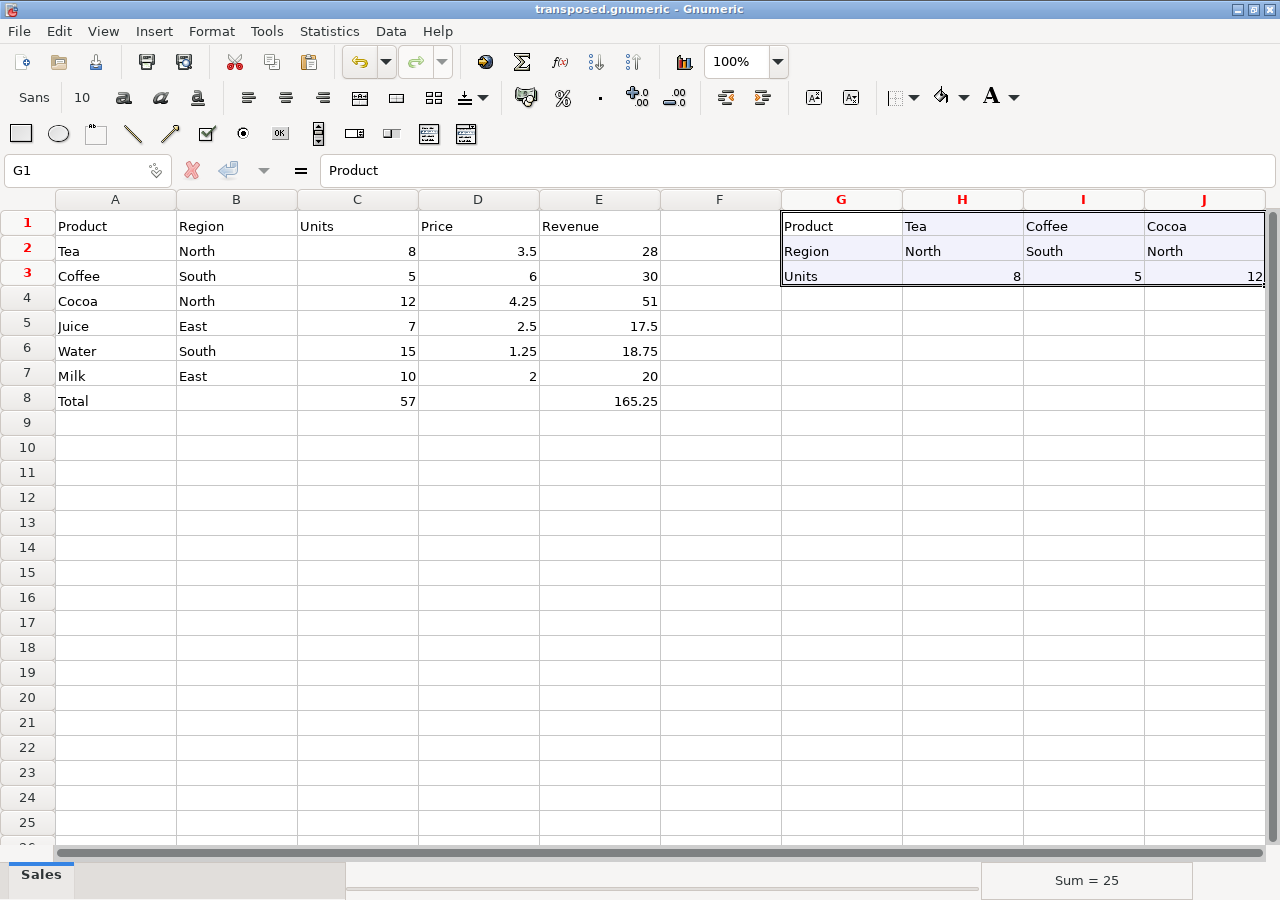 transposed.gnumeric - Gnumeric
File Edit View Insert Format Tools Statistics Data Help
f(x) 100%
Sans 10 a a a % .00 .00 A A A
OK
G1 = Product
A B C D E F G H I J
1 Product Region Units Price Revenue Product Tea Coffee Cocoa
2 Tea North 8 3.5 28 Region North South North
3 Coffee South 5 6 30 Units 8 5 12
4 Cocoa North 12 4.25 51
5 Juice East 7 2.5 17.5
6 Water South 15 1.25 18.75
7 Milk East 10 2 20
8 Total 57 165.25
9
10
11
12
13
14
15
16
17
18
19
20
21
22
23
24
25
Sales Sum = 25